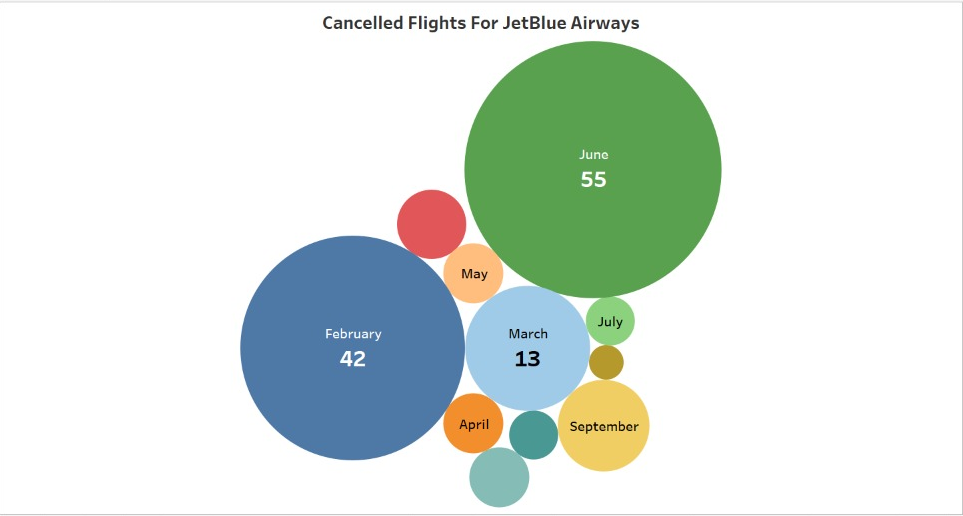 Cancelled Flights For JetBlue Airways
June
55
May
July
February
42
March
13
April
September